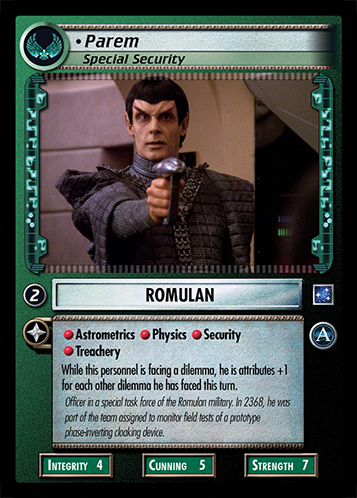 • Parem
Special Security
2
ROMULAN
A
Astrometrics Physics Security
Treachery
While this personnel is facing a dilemma, he is attributes +1
for each other dilemma he has faced this turn.
Officer in a special task force of the Romulan military. In 2368, he was
part of the team assigned to monitor field tests of a prototype
phase-inverting cloaking device.
INTEGRITY 4 CUNNING 5 STRENGTH 7